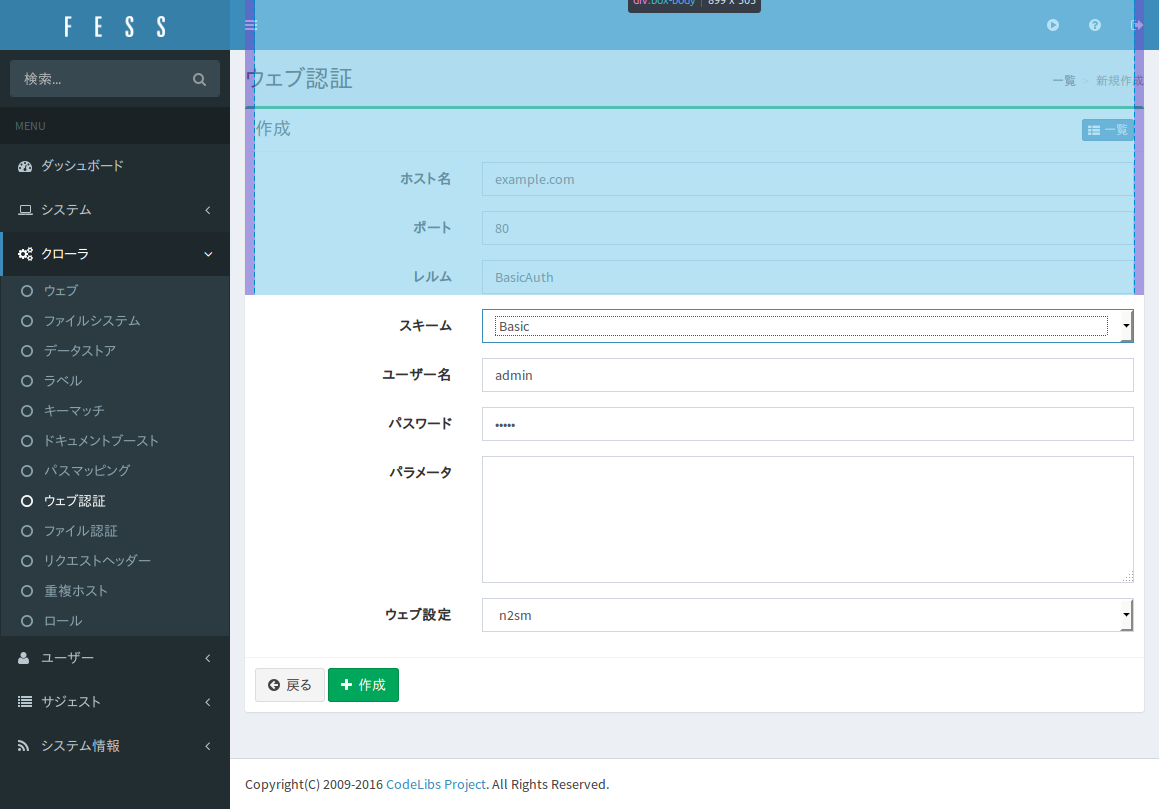 FESS
div.box-body | 899 x 505
検索...
MENU
ダッシュボード
システム
クローラ
ウェブ
ファイルシステム
データストア
ラベル
キーマッチ
ドキュメントブースト
パスマッピング
ウェブ認証
ファイル認証
リクエストヘッダー
重複ホスト
ロール
ユーザー
サジェスト
システム情報
ウェブ認証
一覧 > 新規作成
作成
一覧
ホスト名 example.com
ポート 80
レルム BasicAuth
スキーム Basic
ユーザー名 admin
パスワード •••••
パラメータ
ウェブ設定 n2sm
戻る 作成
Copyright(C) 2009-2016 CodeLibs Project. All Rights Reserved.